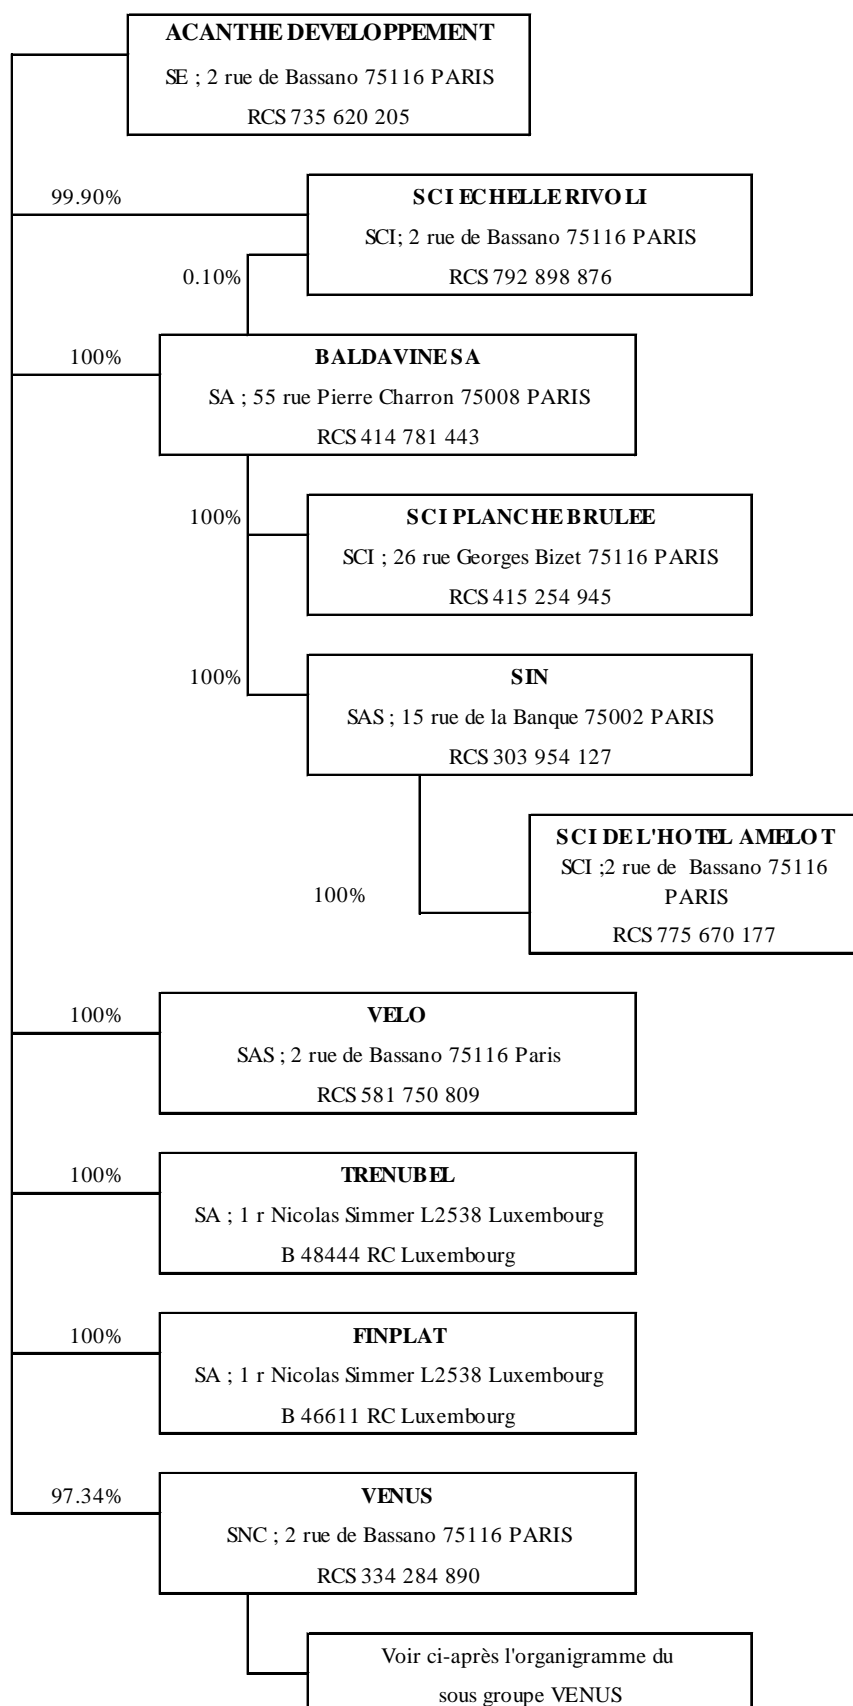 ACANTHE DEVELOPPEMENT
SE ; 2 rue de Bassano 75116 PARIS
RCS 735 620 205
99.90%
SCI ECHELLE RIVOLI
SCI; 2 rue de Bassano 75116 PARIS
RCS 792 898 876
0.10%
100%
BALDAVINE SA
SA ; 55 rue Pierre Charron 75008 PARIS
RCS 414 781 443
100%
SCI PLANCHE BRULEE
SCI ; 26 rue Georges Bizet 75116 PARIS
RCS 415 254 945
100%
SIN
SAS ; 15 rue de la Banque 75002 PARIS
RCS 303 954 127
100%
SCI DE L'HOTEL AMELOT
SCI ;2 rue de Bassano 75116
PARIS
RCS 775 670 177
100%
VELO
SAS ; 2 rue de Bassano 75116 Paris
RCS 581 750 809
100%
TRENUBEL
SA ; 1 r Nicolas Simmer L2538 Luxembourg
B 48444 RC Luxembourg
100%
FINPLAT
SA ; 1 r Nicolas Simmer L2538 Luxembourg
B 46611 RC Luxembourg
97.34%
VENUS
SNC ; 2 rue de Bassano 75116 PARIS
RCS 334 284 890
Voir ci-après l'organigramme du
sous groupe VENUS